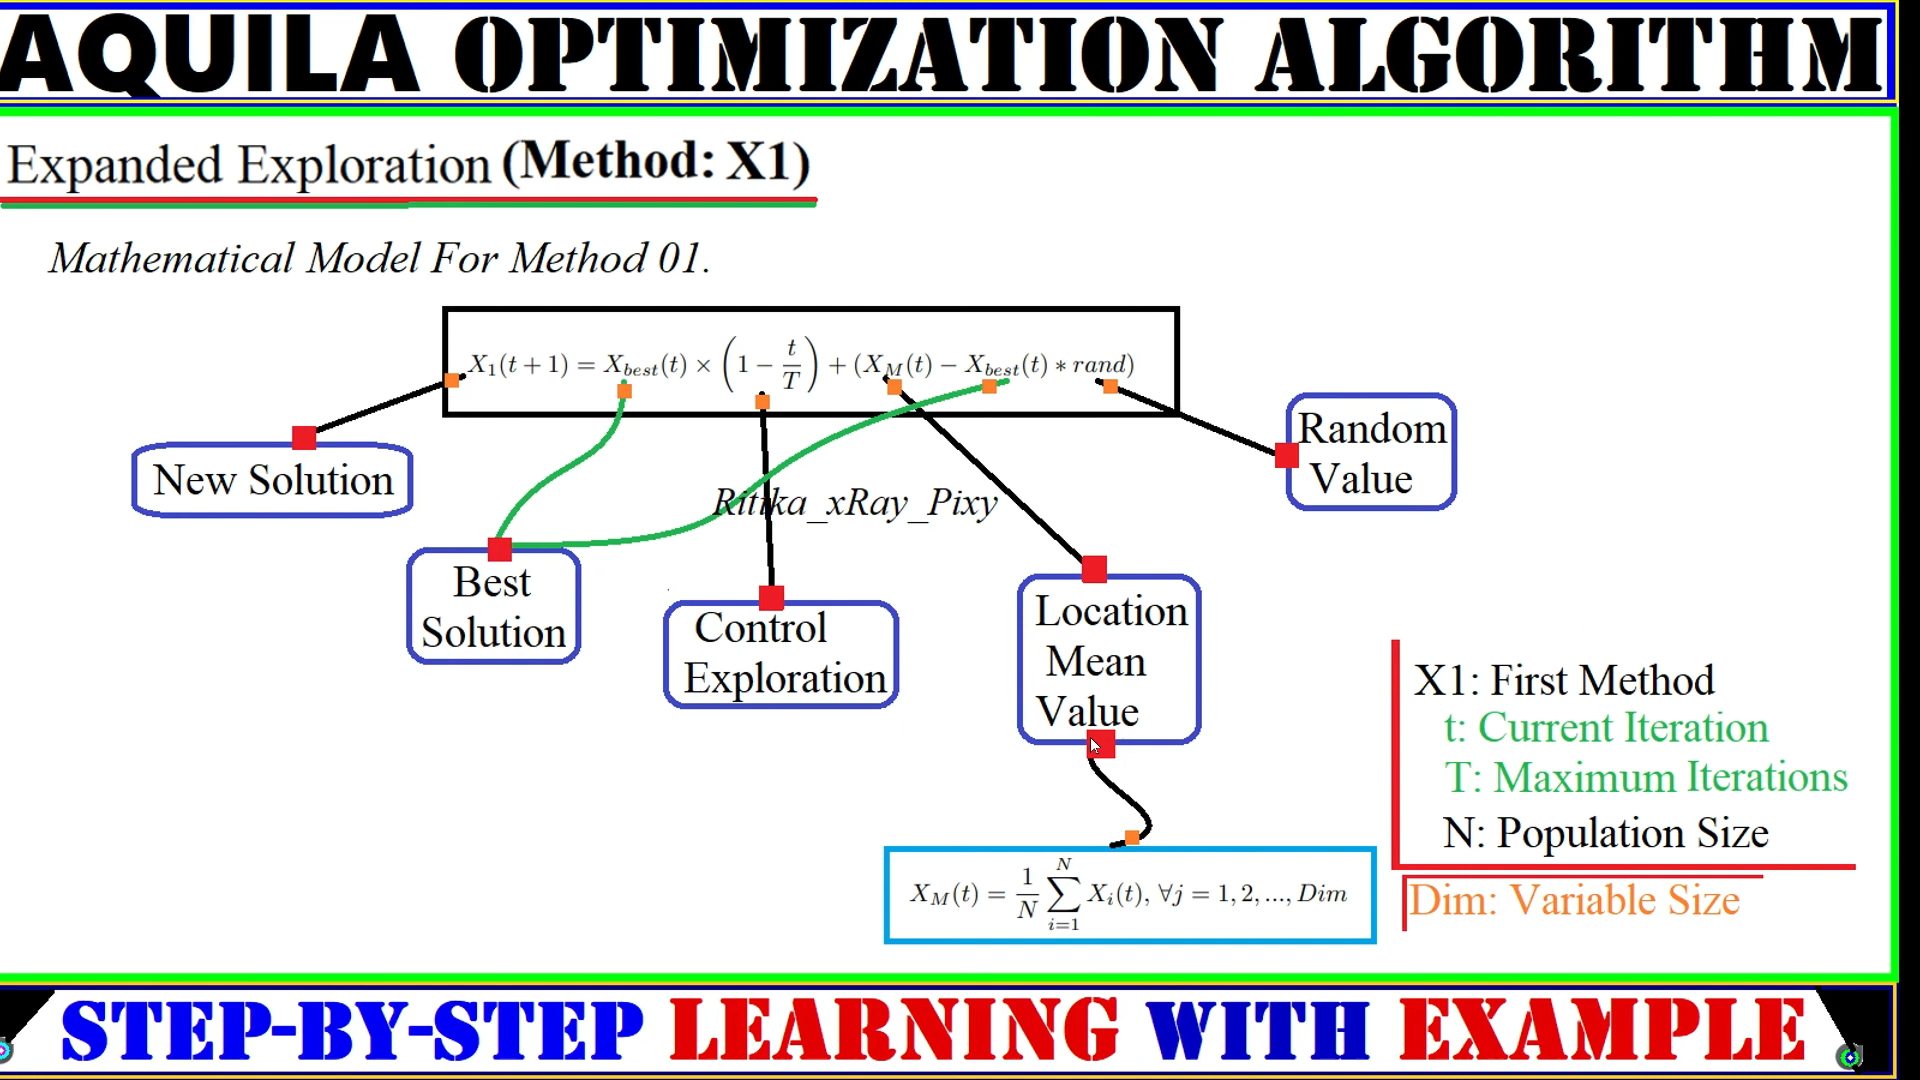 AQUILA OPTIMIZATION ALGORITHM
Expanded Exploration (Method: X1)
Mathematical Model For Method 01.
X₁(t + 1) = X_best(t) × (1 − t/T) + (X_M(t) − X_best(t) ∗ rand)
New Solution
Random
Value
Ritika_xRay_Pixy
Best
Solution
Control
Exploration
Location
Mean
Value
X1: First Method
t: Current Iteration
T: Maximum Iterations
N: Population Size
X_M(t) = 1/N ∑_{i=1}^{N} X_i(t), ∀j = 1, 2, ..., Dim
Dim: Variable Size
STEP-BY-STEP LEARNING WITH EXAMPLE